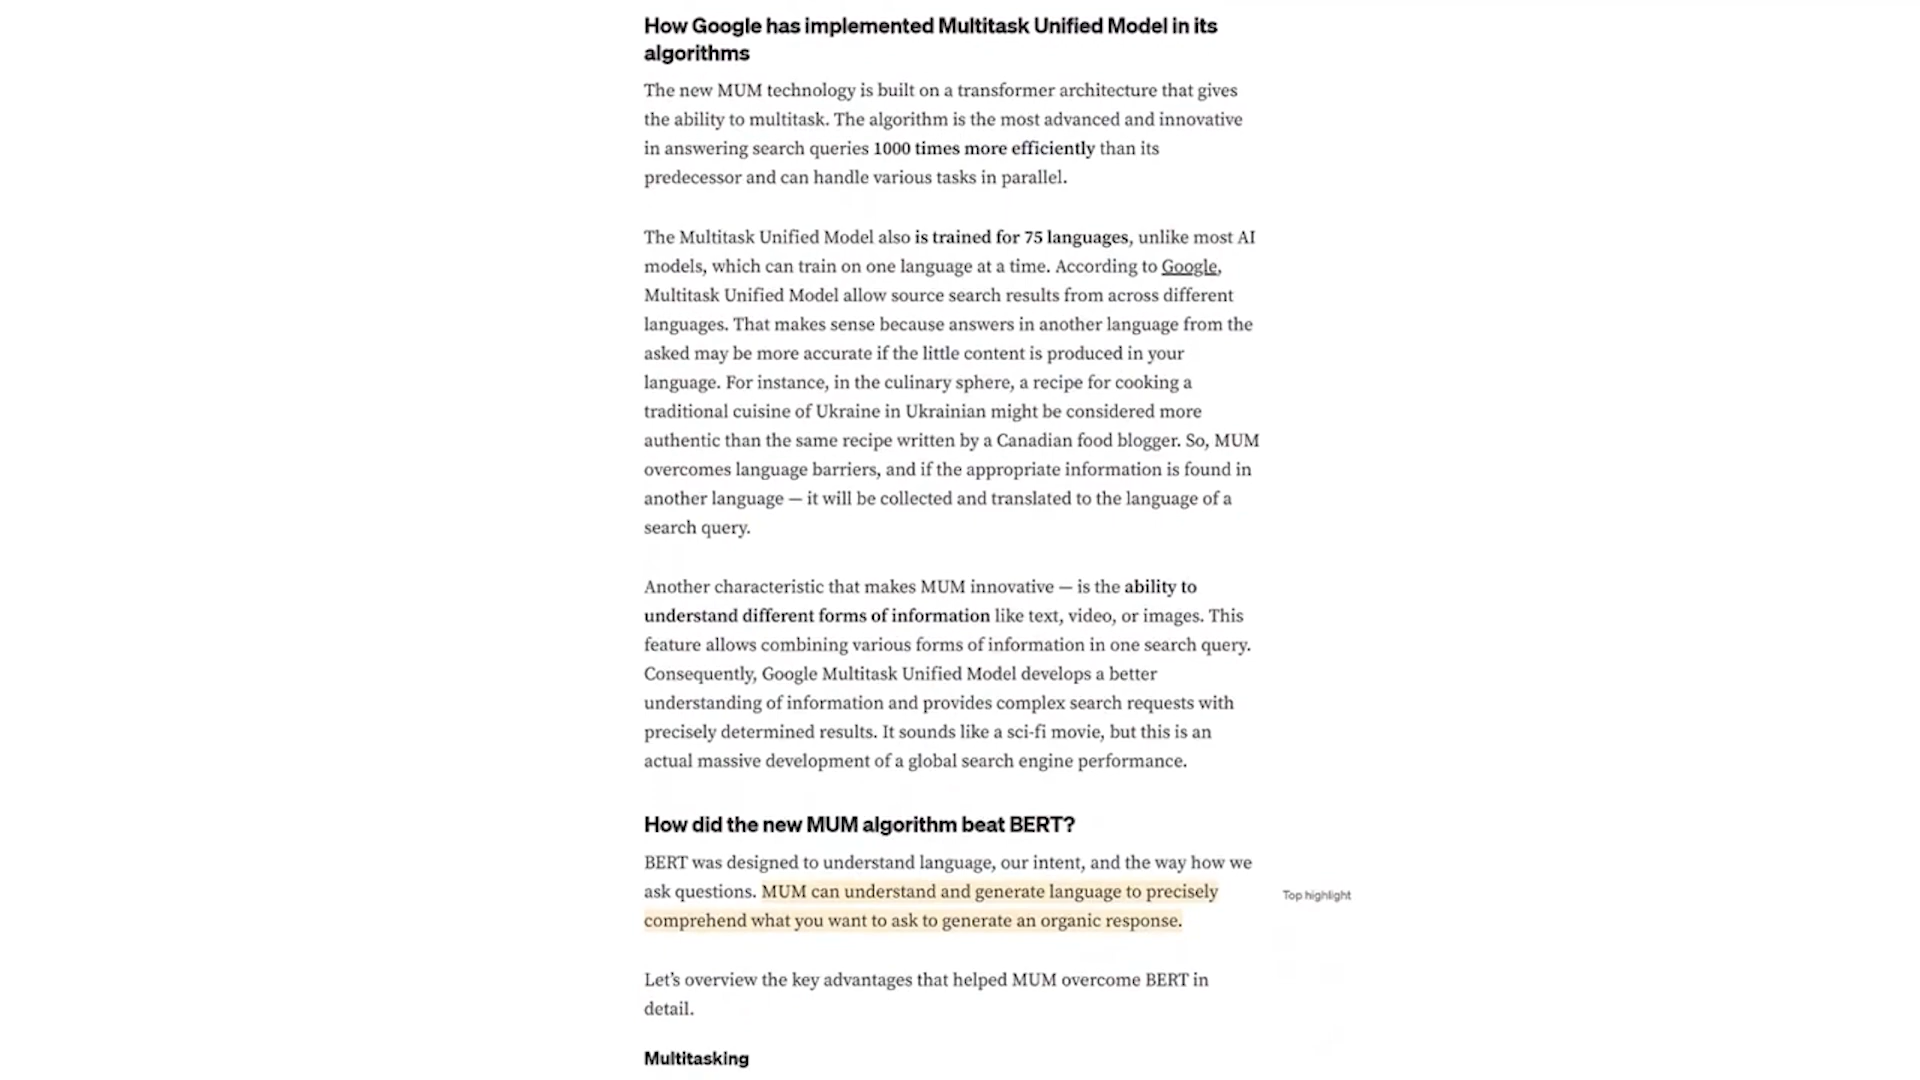 How Google has implemented Multitask Unified Model in its
algorithms
The new MUM technology is built on a transformer architecture that gives
the ability to multitask. The algorithm is the most advanced and innovative
in answering search queries 1000 times more efficiently than its
predecessor and can handle various tasks in parallel.
The Multitask Unified Model also is trained for 75 languages, unlike most AI
models, which can train on one language at a time. According to Google,
Multitask Unified Model allow source search results from across different
languages. That makes sense because answers in another language from the
asked may be more accurate if the little content is produced in your
language. For instance, in the culinary sphere, a recipe for cooking a
traditional cuisine of Ukraine in Ukrainian might be considered more
authentic than the same recipe written by a Canadian food blogger. So, MUM
overcomes language barriers, and if the appropriate information is found in
another language — it will be collected and translated to the language of a
search query.
Another characteristic that makes MUM innovative — is the ability to
understand different forms of information like text, video, or images. This
feature allows combining various forms of information in one search query.
Consequently, Google Multitask Unified Model develops a better
understanding of information and provides complex search requests with
precisely determined results. It sounds like a sci-fi movie, but this is an
actual massive development of a global search engine performance.
How did the new MUM algorithm beat BERT?
BERT was designed to understand language, our intent, and the way how we
ask questions. MUM can understand and generate language to precisely
comprehend what you want to ask to generate an organic response.
Top highlight
Let's overview the key advantages that helped MUM overcome BERT in
detail.
Multitasking